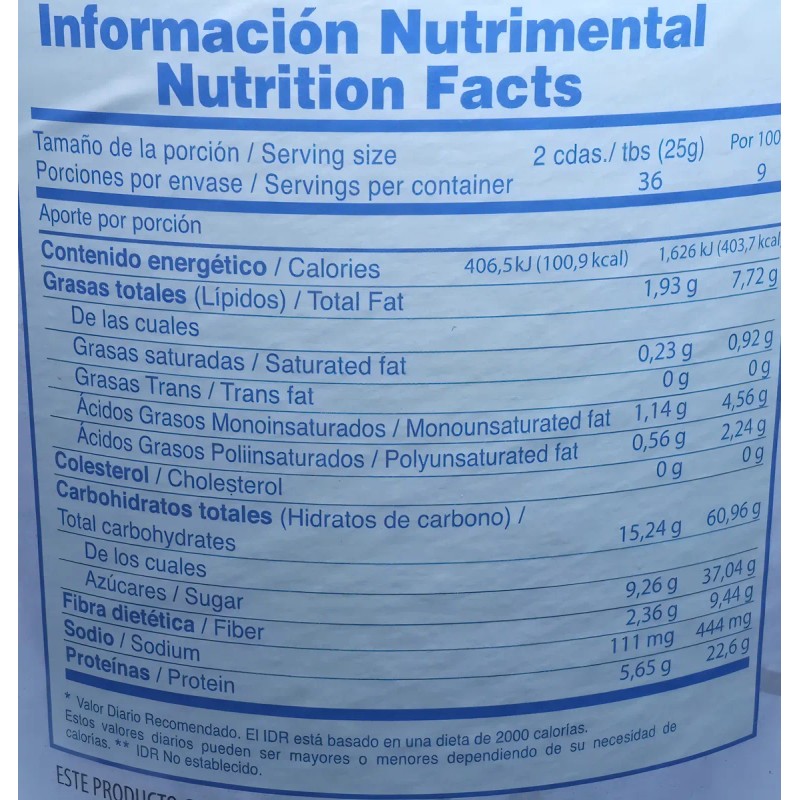 Información Nutrimental
Nutrition Facts
Tamaño de la porción / Serving size 2 cdas./ tbs (25g) Por 100
Porciones por envase / Servings per container 36 9
Aporte por porción
Contenido energético / Calories 406,5kJ (100,9 kcal) 1,626 kJ (403,7 kcal
Grasas totales (Lípidos) / Total Fat 1,93 g 7,72 g
De las cuales
Grasas saturadas / Saturated fat 0,23 g 0,92 g
Grasas Trans / Trans fat 0 g 0 g
Ácidos Grasos Monoinsaturados / Monounsaturated fat 1,14 g 4,56 g
Ácidos Grasos Poliinsaturados / Polyunsaturated fat 0,56 g 2,24 g
Colesterol / Cholesterol 0 g 0 g
Carbohidratos totales (Hidratos de carbono) /
Total carbohydrates 15,24 g 60,96 g
De los cuales
Azúcares / Sugar 9,26 g 37,04 g
Fibra dietética / Fiber 2,36 g 9,44 g
Sodio / Sodium 111 mg 444 mg
Proteínas / Protein 5,65 g 22,6 g
* Valor Diario Recomendado. El IDR está basado en una dieta de 2000 calorías.
Estos valores diarios pueden ser mayores o menores dependiendo de su necesidad de
calorías. ** IDR No establecido.
ESTE PRODUCTO